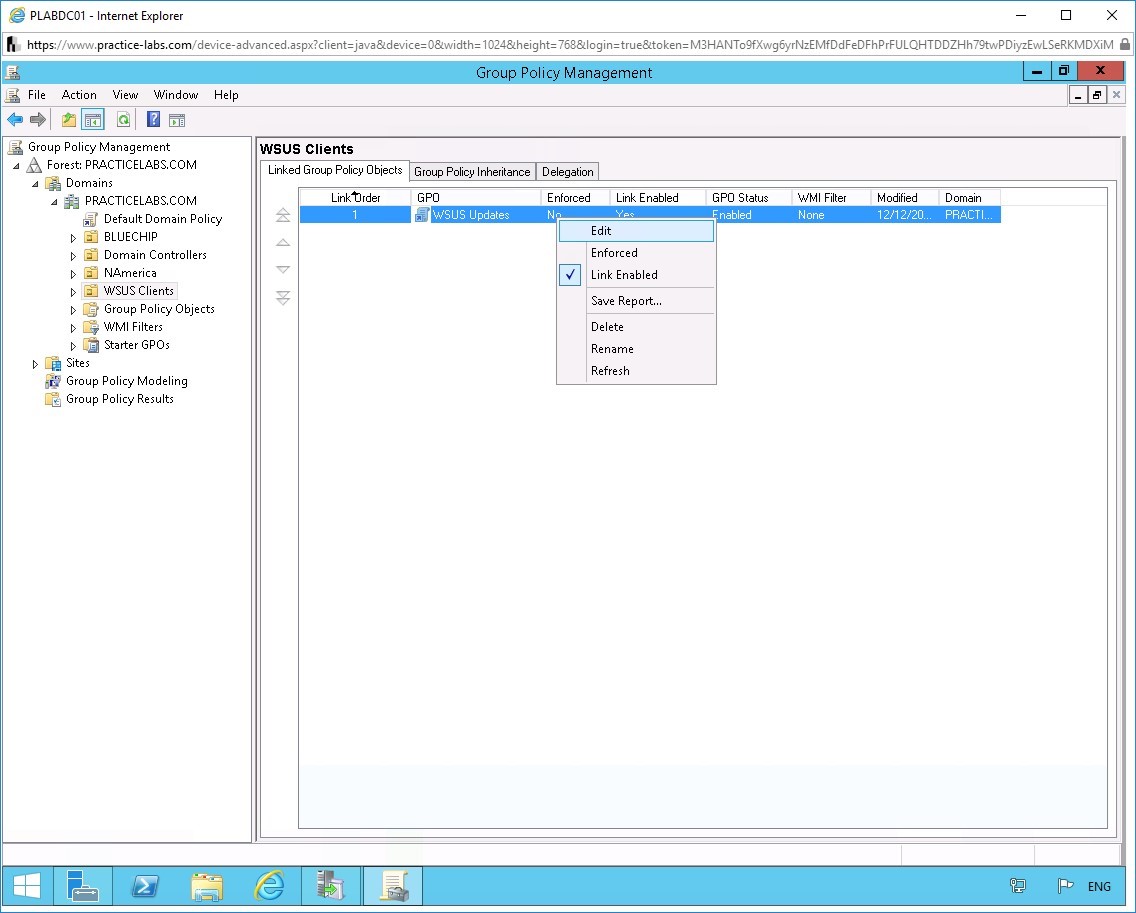 PLABDC01 - Internet Explorer
https://www.practice-labs.com/device-advanced.aspx?client=java&device=0&width=1024&height=768&login=true&token=M3HANTo9fXwg6yrNzEMfDdFeDFhPrFULQHTDDZHh79twPDiyzEwLSeRKMDXiM
Group Policy Management
File Action View Window Help
Group Policy Management
Forest: PRACTICELABS.COM
Domains
PRACTICELABS.COM
Default Domain Policy
BLUECHIP
Domain Controllers
NAmerica
WSUS Clients
Group Policy Objects
WMI Filters
Starter GPOs
Sites
Group Policy Modeling
Group Policy Results
WSUS Clients
Linked Group Policy Objects Group Policy Inheritance Delegation
Link Order GPO Enforced Link Enabled GPO Status WMI Filter Modified Domain
1 WSUS Updates No Yes Enabled None 12/12/20... PRACTI...
Edit
Enforced
Link Enabled
Save Report...
Delete
Rename
Refresh
ENG